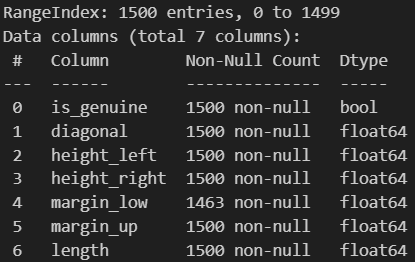 RangeIndex: 1500 entries, 0 to 1499
Data columns (total 7 columns):
 #   Column        Non-Null Count  Dtype
---  ------        --------------  -----
 0   is_genuine    1500 non-null   bool
 1   diagonal      1500 non-null   float64
 2   height_left   1500 non-null   float64
 3   height_right  1500 non-null   float64
 4   margin_low    1463 non-null   float64
 5   margin_up     1500 non-null   float64
 6   length        1500 non-null   float64